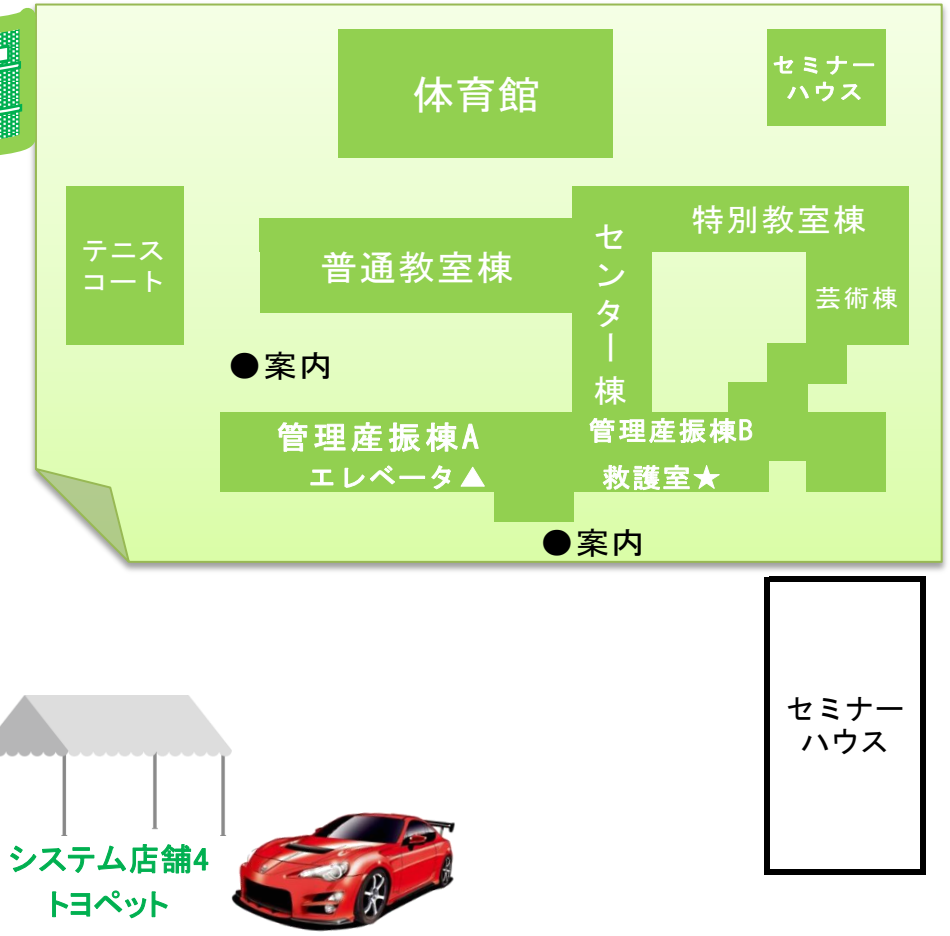 体育館
セミナー
ハウス
テニス
コート
普通教室棟
センター棟
特別教室棟
芸術棟
●案内
管理産振棟A
エレベータ▲
管理産振棟B
救護室★
●案内
セミナー
ハウス
システム店舗4
トヨペット